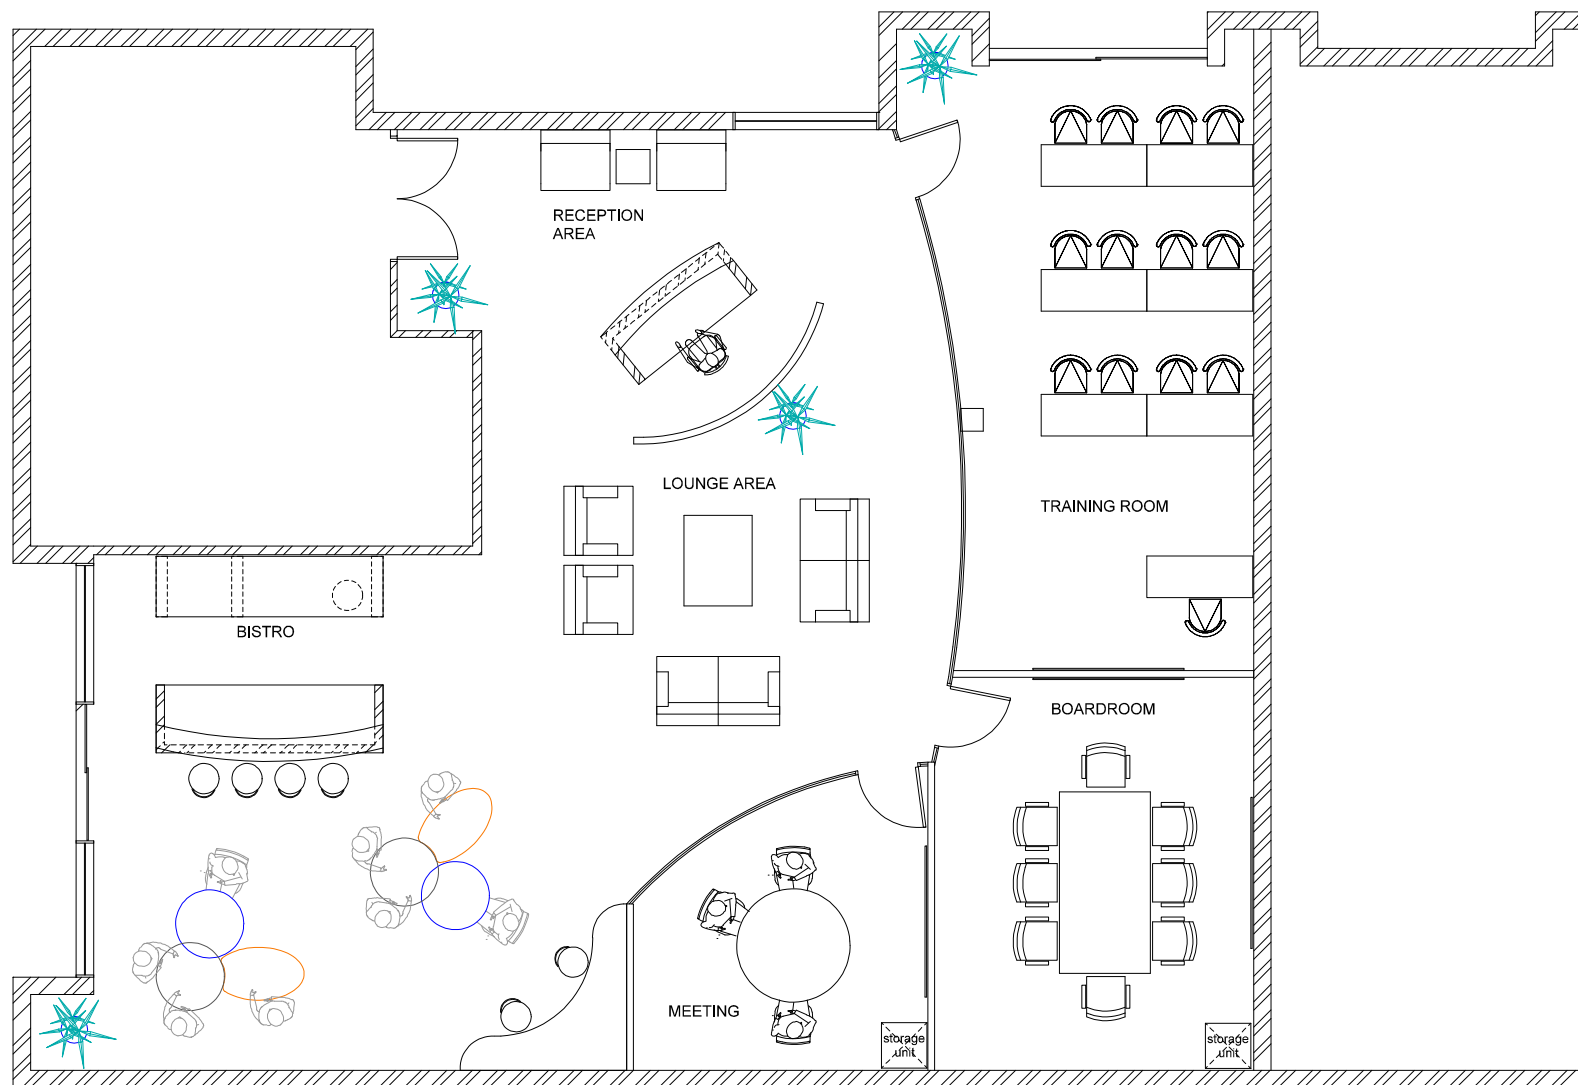 RECEPTION
AREA
LOUNGE AREA
TRAINING ROOM
BISTRO
BOARDROOM
MEETING
storage
unit
storage
unit